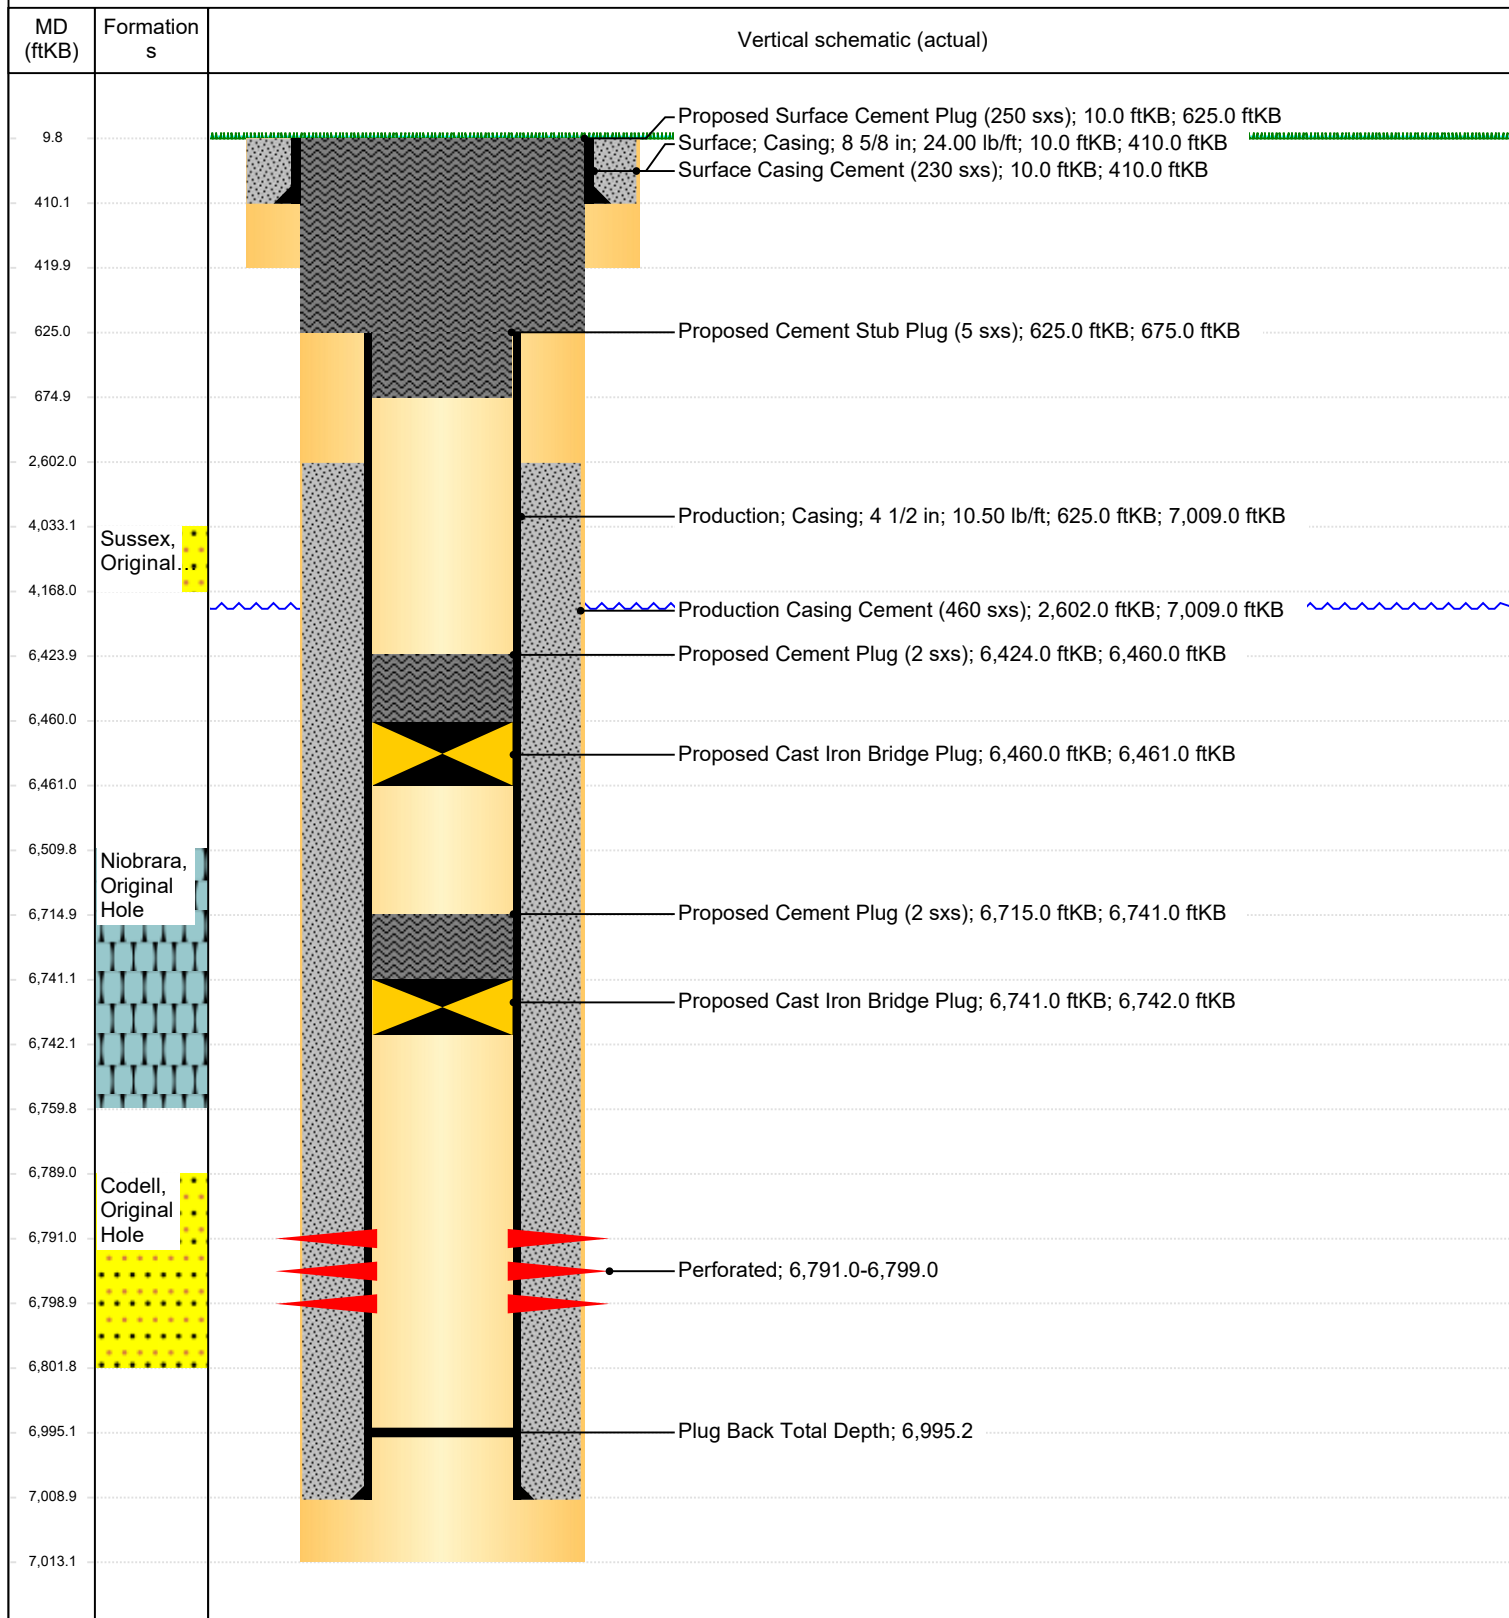 MD
(ftKB)
Formation
s
Vertical schematic (actual)
9.8
410.1
419.9
625.0
674.9
2,602.0
4,033.1
4,168.0
6,423.9
6,460.0
6,461.0
6,509.8
6,714.9
6,741.1
6,742.1
6,759.8
6,789.0
6,791.0
6,798.9
6,801.8
6,995.1
7,008.9
7,013.1
Sussex,
Original...
Niobrara,
Original
Hole
Codell,
Original
Hole
Proposed Surface Cement Plug (250 sxs); 10.0 ftKB; 625.0 ftKB
Surface; Casing; 8 5/8 in; 24.00 lb/ft; 10.0 ftKB; 410.0 ftKB
Surface Casing Cement (230 sxs); 10.0 ftKB; 410.0 ftKB
Proposed Cement Stub Plug (5 sxs); 625.0 ftKB; 675.0 ftKB
Production; Casing; 4 1/2 in; 10.50 lb/ft; 625.0 ftKB; 7,009.0 ftKB
Production Casing Cement (460 sxs); 2,602.0 ftKB; 7,009.0 ftKB
Proposed Cement Plug (2 sxs); 6,424.0 ftKB; 6,460.0 ftKB
Proposed Cast Iron Bridge Plug; 6,460.0 ftKB; 6,461.0 ftKB
Proposed Cement Plug (2 sxs); 6,715.0 ftKB; 6,741.0 ftKB
Proposed Cast Iron Bridge Plug; 6,741.0 ftKB; 6,742.0 ftKB
Perforated; 6,791.0-6,799.0
Plug Back Total Depth; 6,995.2